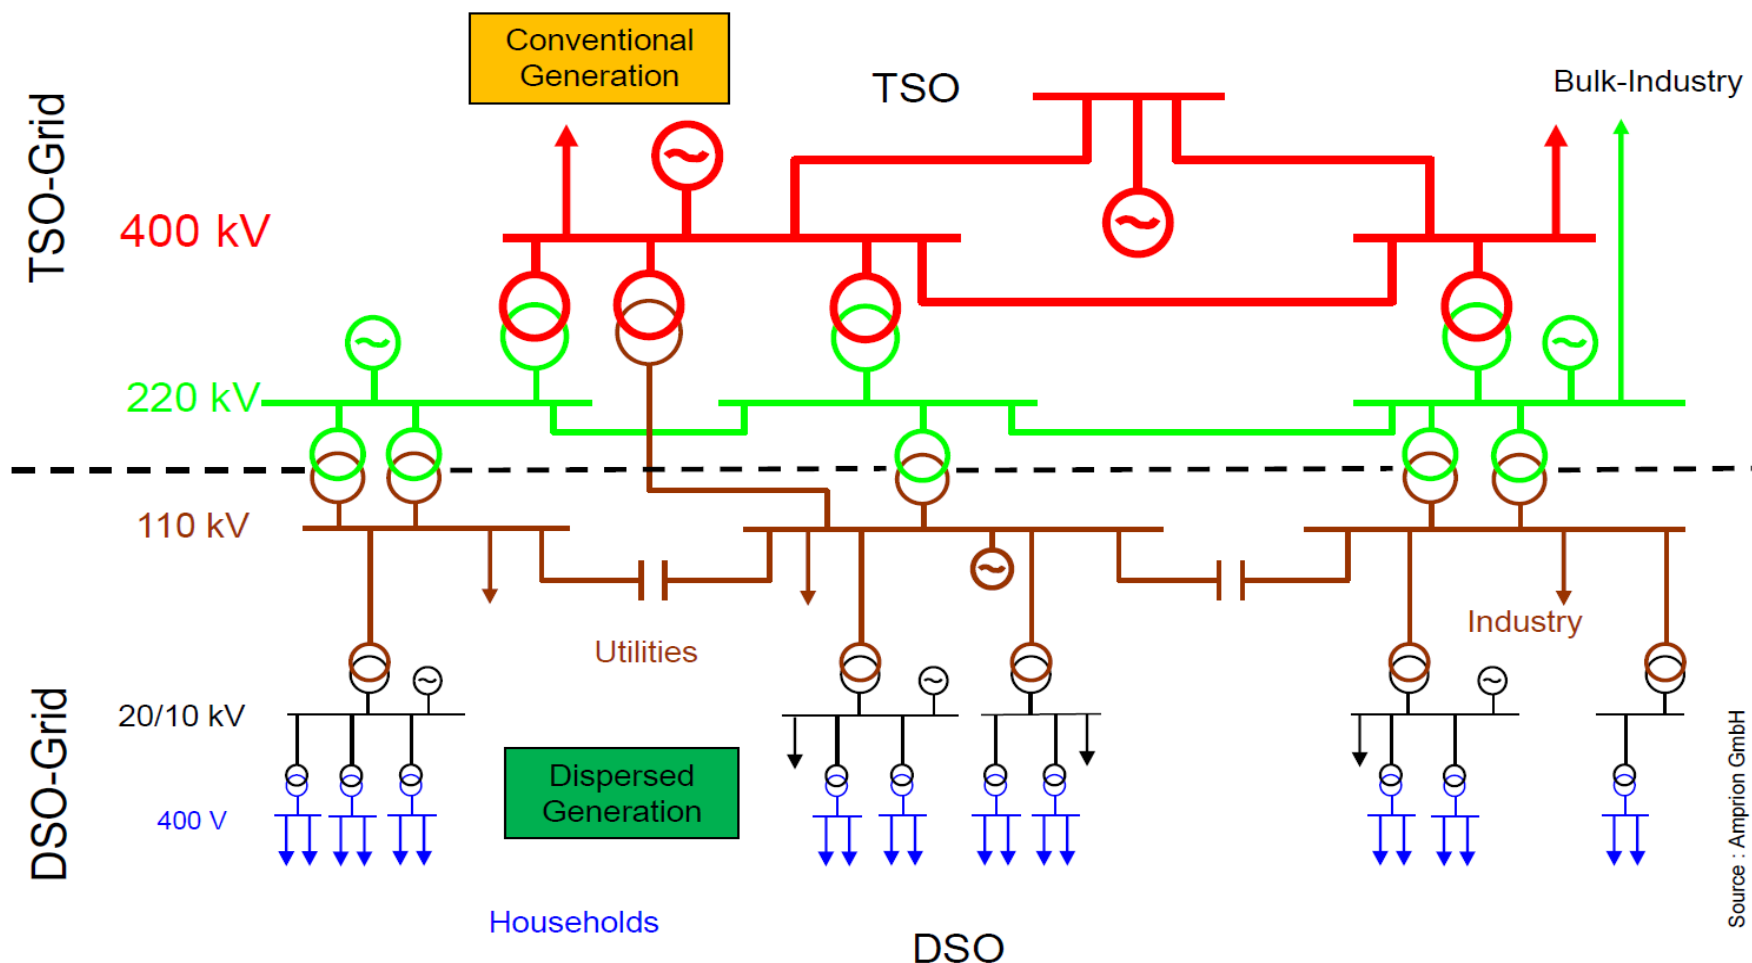 Conventional
Generation
TSO
Bulk-Industry
TSO-Grid
400 kV
220 kV
110 kV
Utilities
Industry
20/10 kV
DSO-Grid
Dispersed
Generation
400 V
Households
DSO
Source : Amprion GmbH